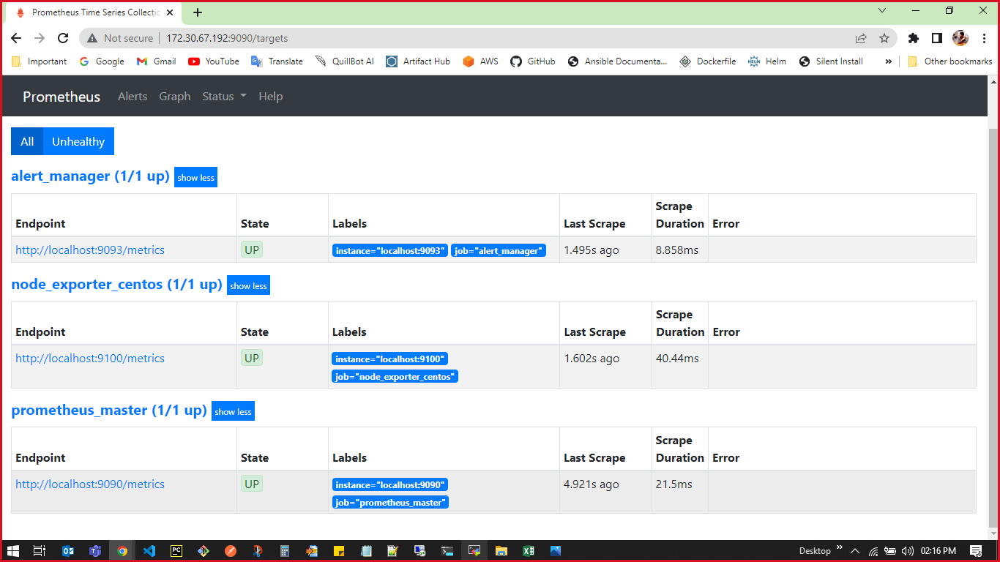 Prometheus Time Series Collectio
Not secure 172.30.67.192:9090/targets
Important Google Gmail YouTube Translate QuillBot AI Artifact Hub AWS GitHub Ansible Documenta... Dockerfile Helm Silent Install » Other bookmarks
Prometheus Alerts Graph Status Help
All Unhealthy
alert_manager (1/1 up) show less
Endpoint State Labels Last Scrape Scrape Duration Error
http://localhost:9093/metrics UP instance="localhost:9093" job="alert_manager" 1.495s ago 8.858ms
node_exporter_centos (1/1 up) show less
Endpoint State Labels Last Scrape Scrape Duration Error
http://localhost:9100/metrics UP instance="localhost:9100" 1.602s ago 40.44ms
job="node_exporter_centos"
prometheus_master (1/1 up) show less
Endpoint State Labels Last Scrape Scrape Duration Error
http://localhost:9090/metrics UP instance="localhost:9090" 4.921s ago 21.5ms
job="prometheus_master"
Desktop » 02:16 PM